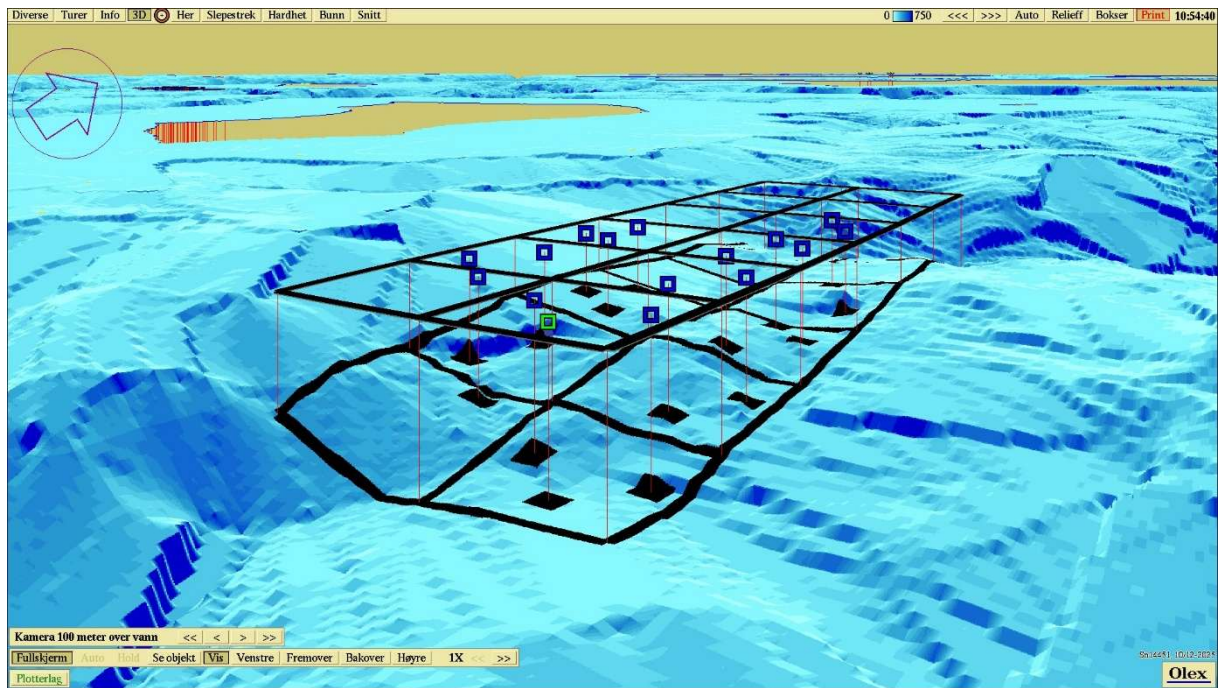 Diverse Turer Info 3D Her Slepestrek Hardhet Bunn Snitt 0 750 <<< >>> Auto Relieff Bokser Print 10:54:40
Kamera 100 meter over vann << < > >>
Fullskjerm Auto Hold Se objekt Vis Venstre Fremover Bakover Høyre 1X << >>
Plotterlag
Olex